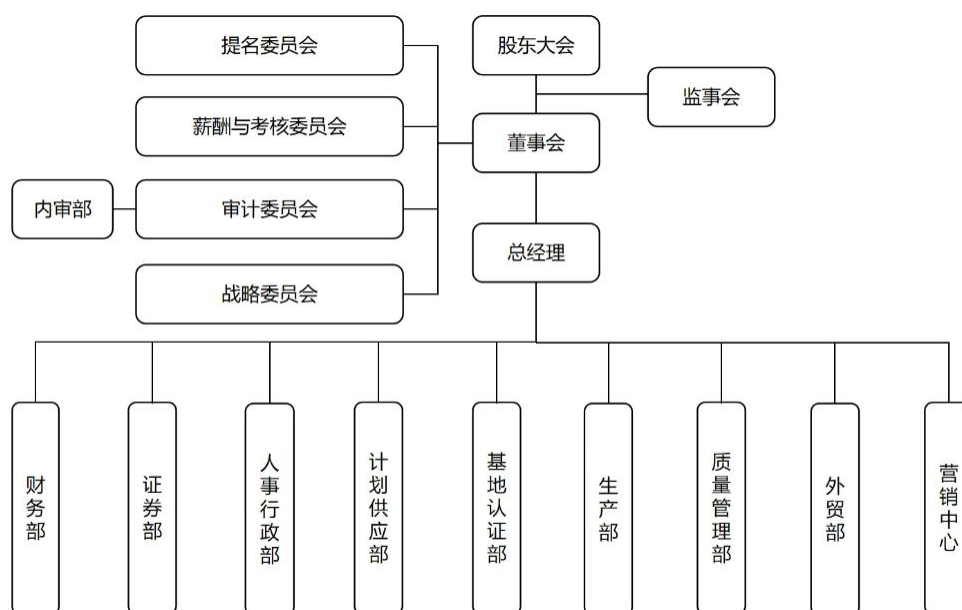 提名委员会
股东大会
监事会
薪酬与考核委员会
董事会
内审部
审计委员会
总经理
战略委员会
财务部
证券部
人事行政部
计划供应部
基地认证部
生产部
质量管理部
外贸部
营销中心